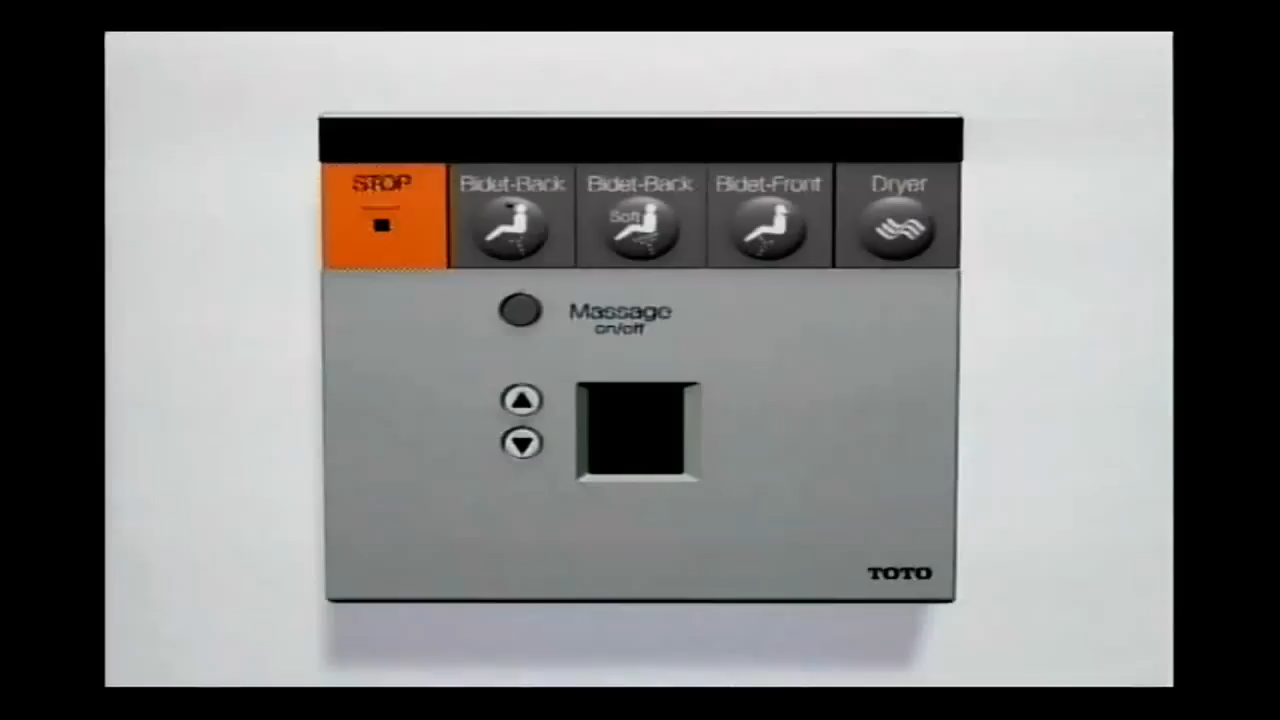 STOP
Bidet-Back
Bidet-Back
Soft
Bidet-Front
Dryer
Massage
on/off
TOTO